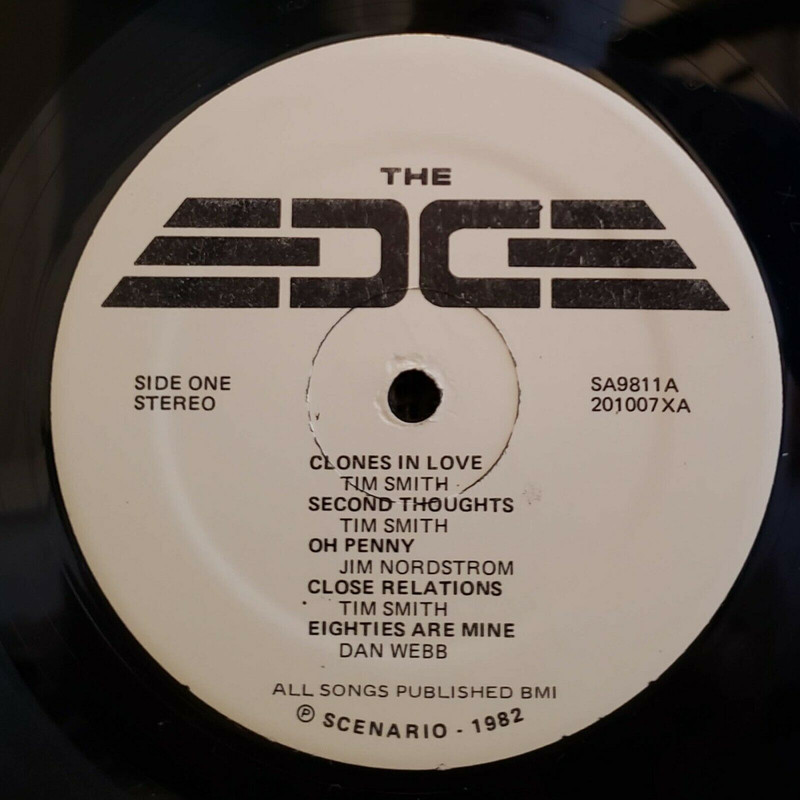 THE
EDGE
SIDE ONE
STEREO
SA9811A
201007XA
CLONES IN LOVE
TIM SMITH
SECOND THOUGHTS
TIM SMITH
OH PENNY
JIM NORDSTROM
CLOSE RELATIONS
TIM SMITH
EIGHTIES ARE MINE
DAN WEBB
ALL SONGS PUBLISHED BMI
℗ SCENARIO - 1982